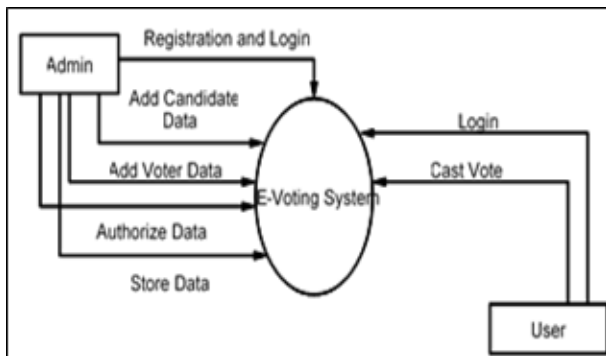 Registration and Login
Admin
Add Candidate
Data
Login
Add Voter Data
Cast Vote
E-Voting System
Authorize Data
Store Data
User